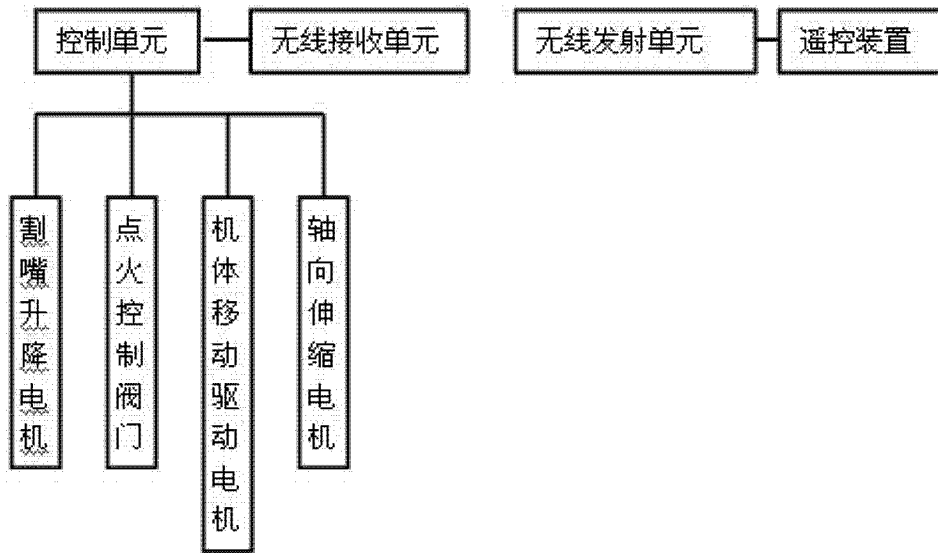 控制单元
无线接收单元
无线发射单元
遥控装置
割嘴升降电机
点火控制阀门
机体移动驱动电机
轴向伸缩电机